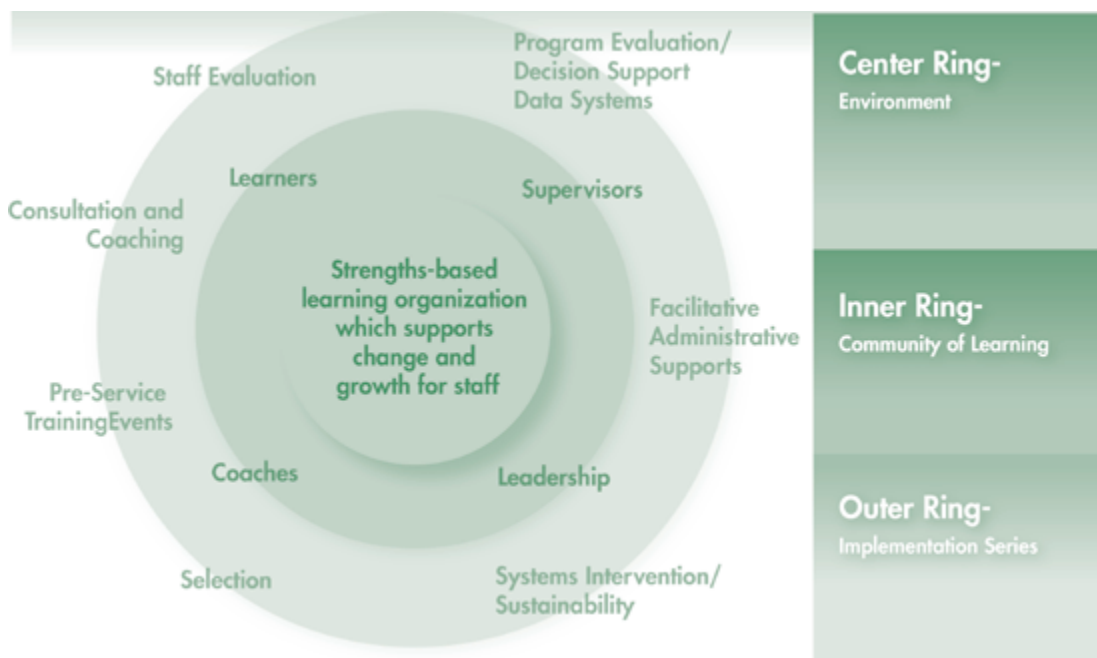 Staff Evaluation
Program Evaluation/
Decision Support
Data Systems
Learners
Supervisors
Consultation and
Coaching
Strengths-based
learning organization
which supports
change and
growth for staff
Facilitative
Administrative
Supports
Pre-Service
TrainingEvents
Coaches
Leadership
Selection
Systems Intervention/
Sustainability
Center Ring-
Environment
Inner Ring-
Community of Learning
Outer Ring-
Implementation Series